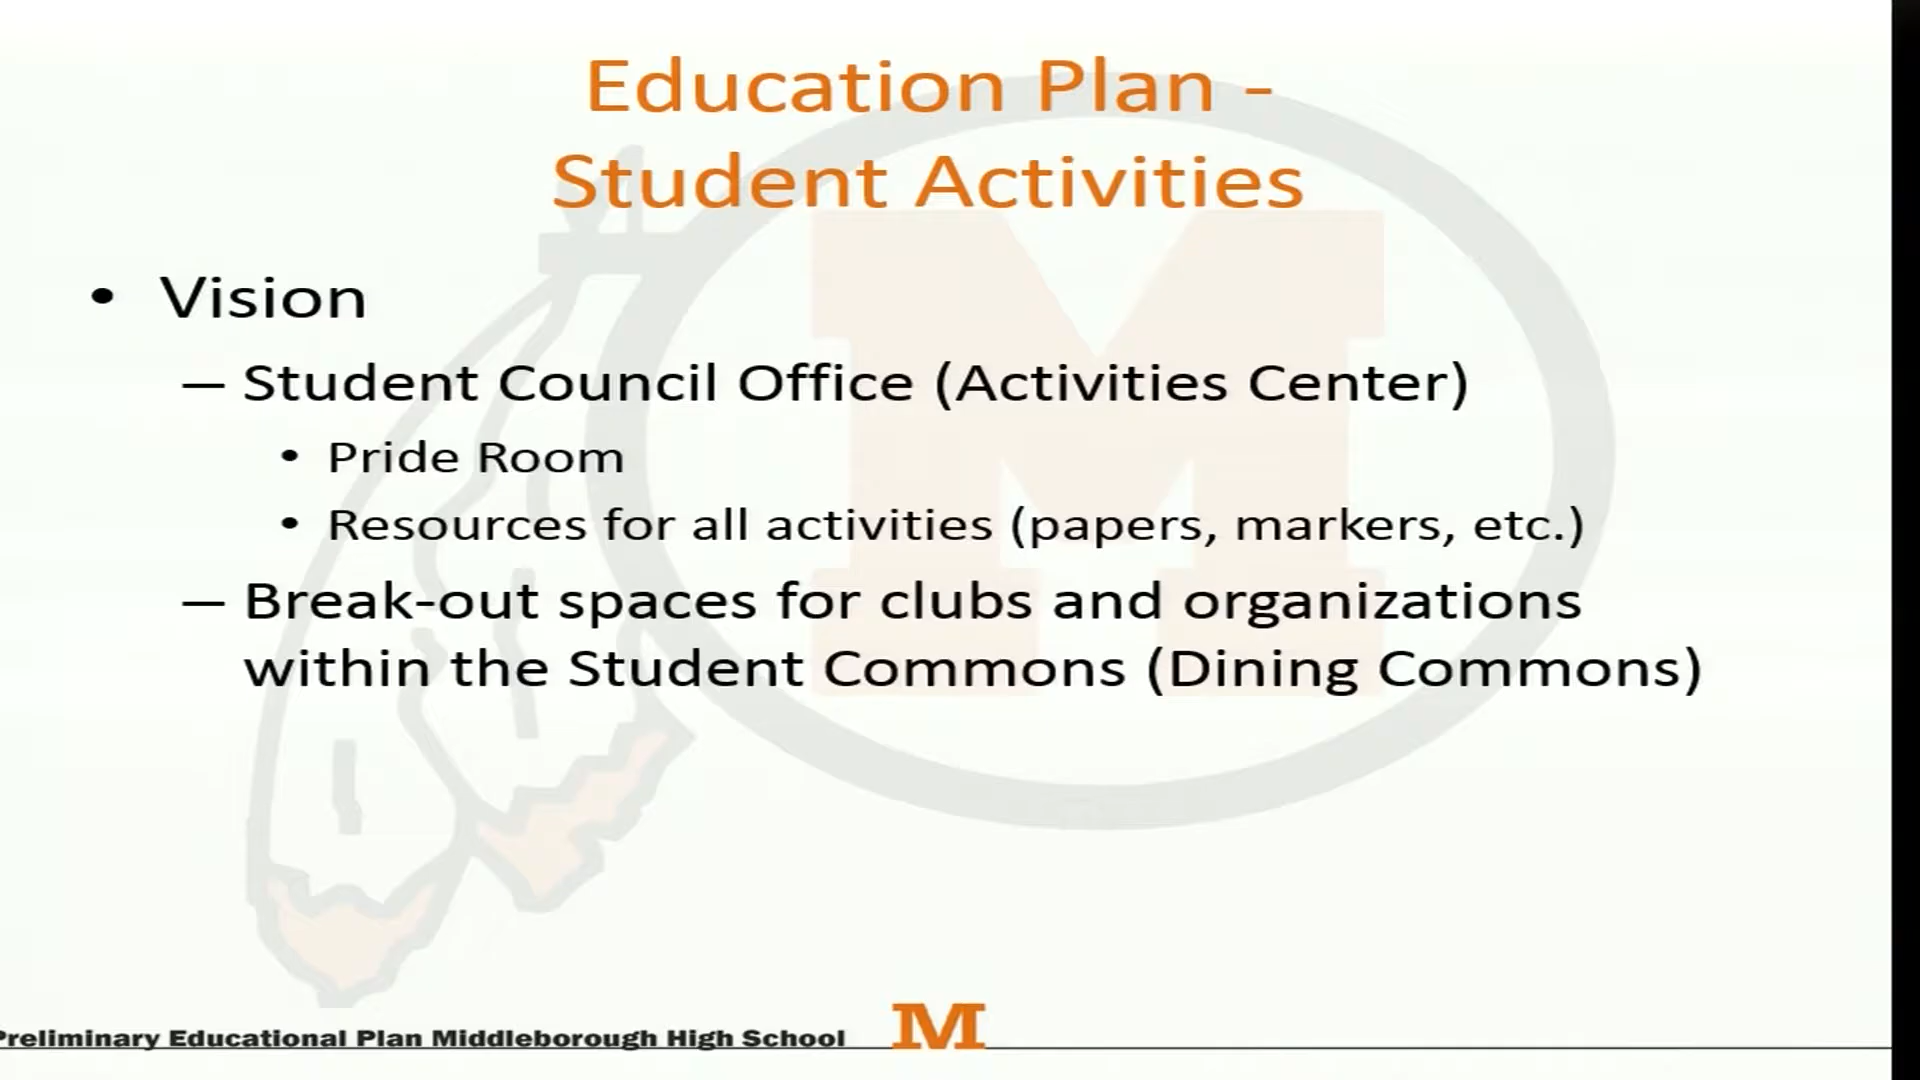 Education Plan -
Student Activities
• Vision
– Student Council Office (Activities Center)
• Pride Room
• Resources for all activities (papers, markers, etc.)
– Break-out spaces for clubs and organizations
within the Student Commons (Dining Commons)
Preliminary Educational Plan Middleborough High School
M